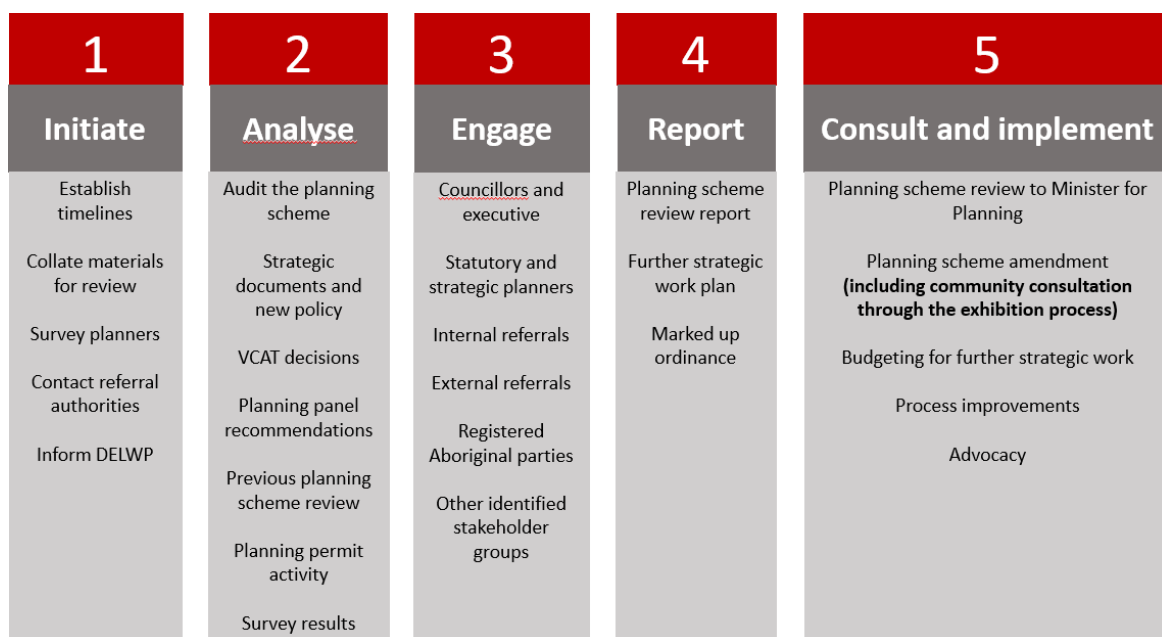 1
Initiate
Establish
timelines
Collate materials
for review
Survey planners
Contact referral
authorities
Inform DELWP
2
Analyse
Audit the planning
scheme
Strategic
documents and
new policy
VCAT decisions
Planning panel
recommendations
Previous planning
scheme review
Planning permit
activity
Survey results
3
Engage
Councillors and
executive
Statutory and
strategic planners
Internal referrals
External referrals
Registered
Aboriginal parties
Other identified
stakeholder
groups
4
Report
Planning scheme
review report
Further strategic
work plan
Marked up
ordinance
5
Consult and implement
Planning scheme review to Minister for
Planning
Planning scheme amendment
(including community consultation
through the exhibition process)
Budgeting for further strategic work
Process improvements
Advocacy